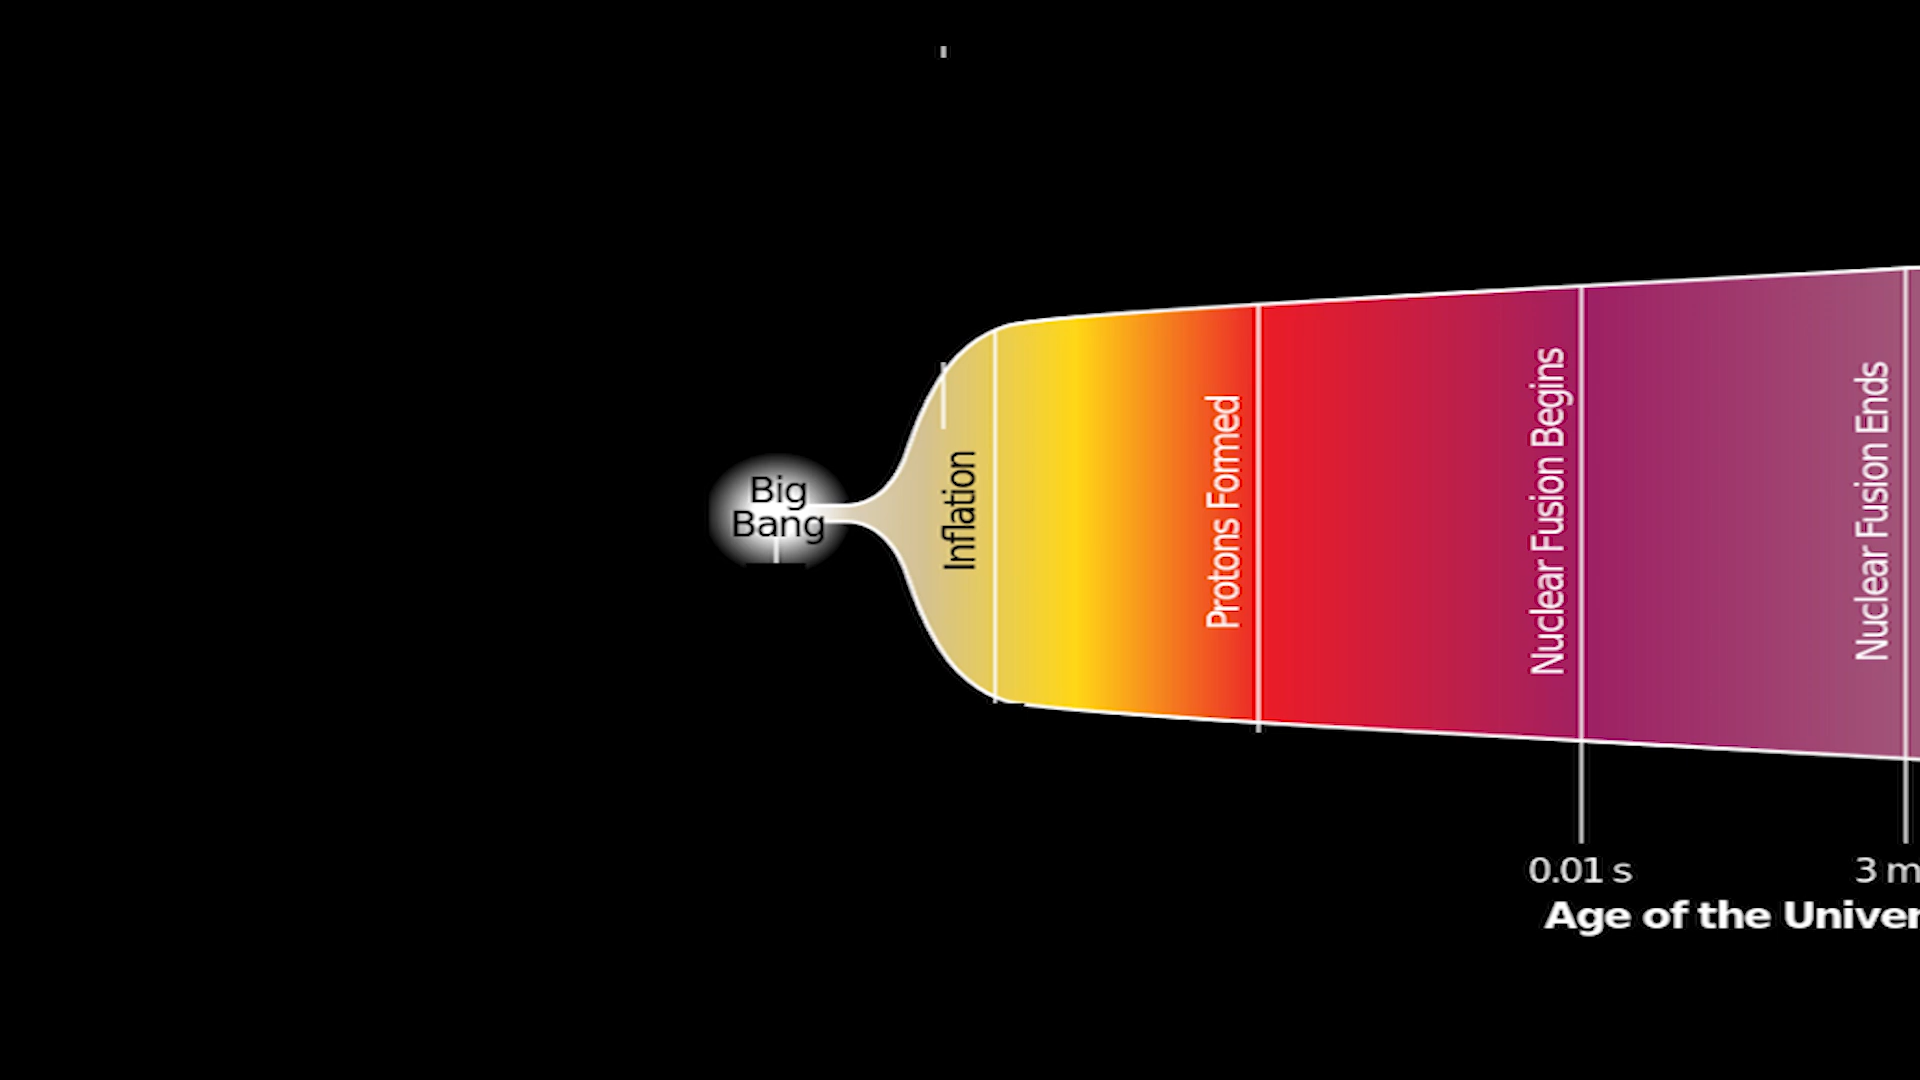 Big
Bang
Inflation
Protons Formed
Nuclear Fusion Begins
Nuclear Fusion Ends
0.01 s
3 m
Age of the Univer